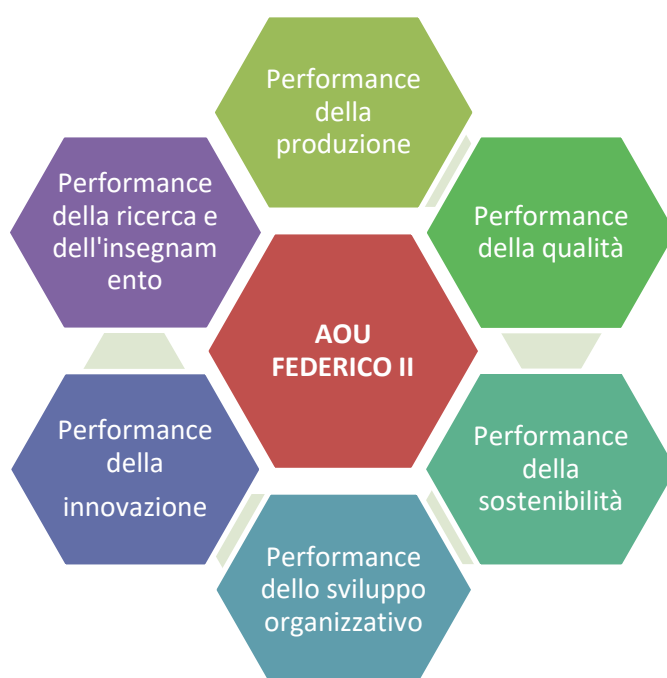 Performance
della
produzione
Performance
della qualità
Performance
della
sostenibilità
Performance
dello sviluppo
organizzativo
Performance
della
innovazione
Performance
della ricerca e
dell'insegnam
ento
AOU
FEDERICO II